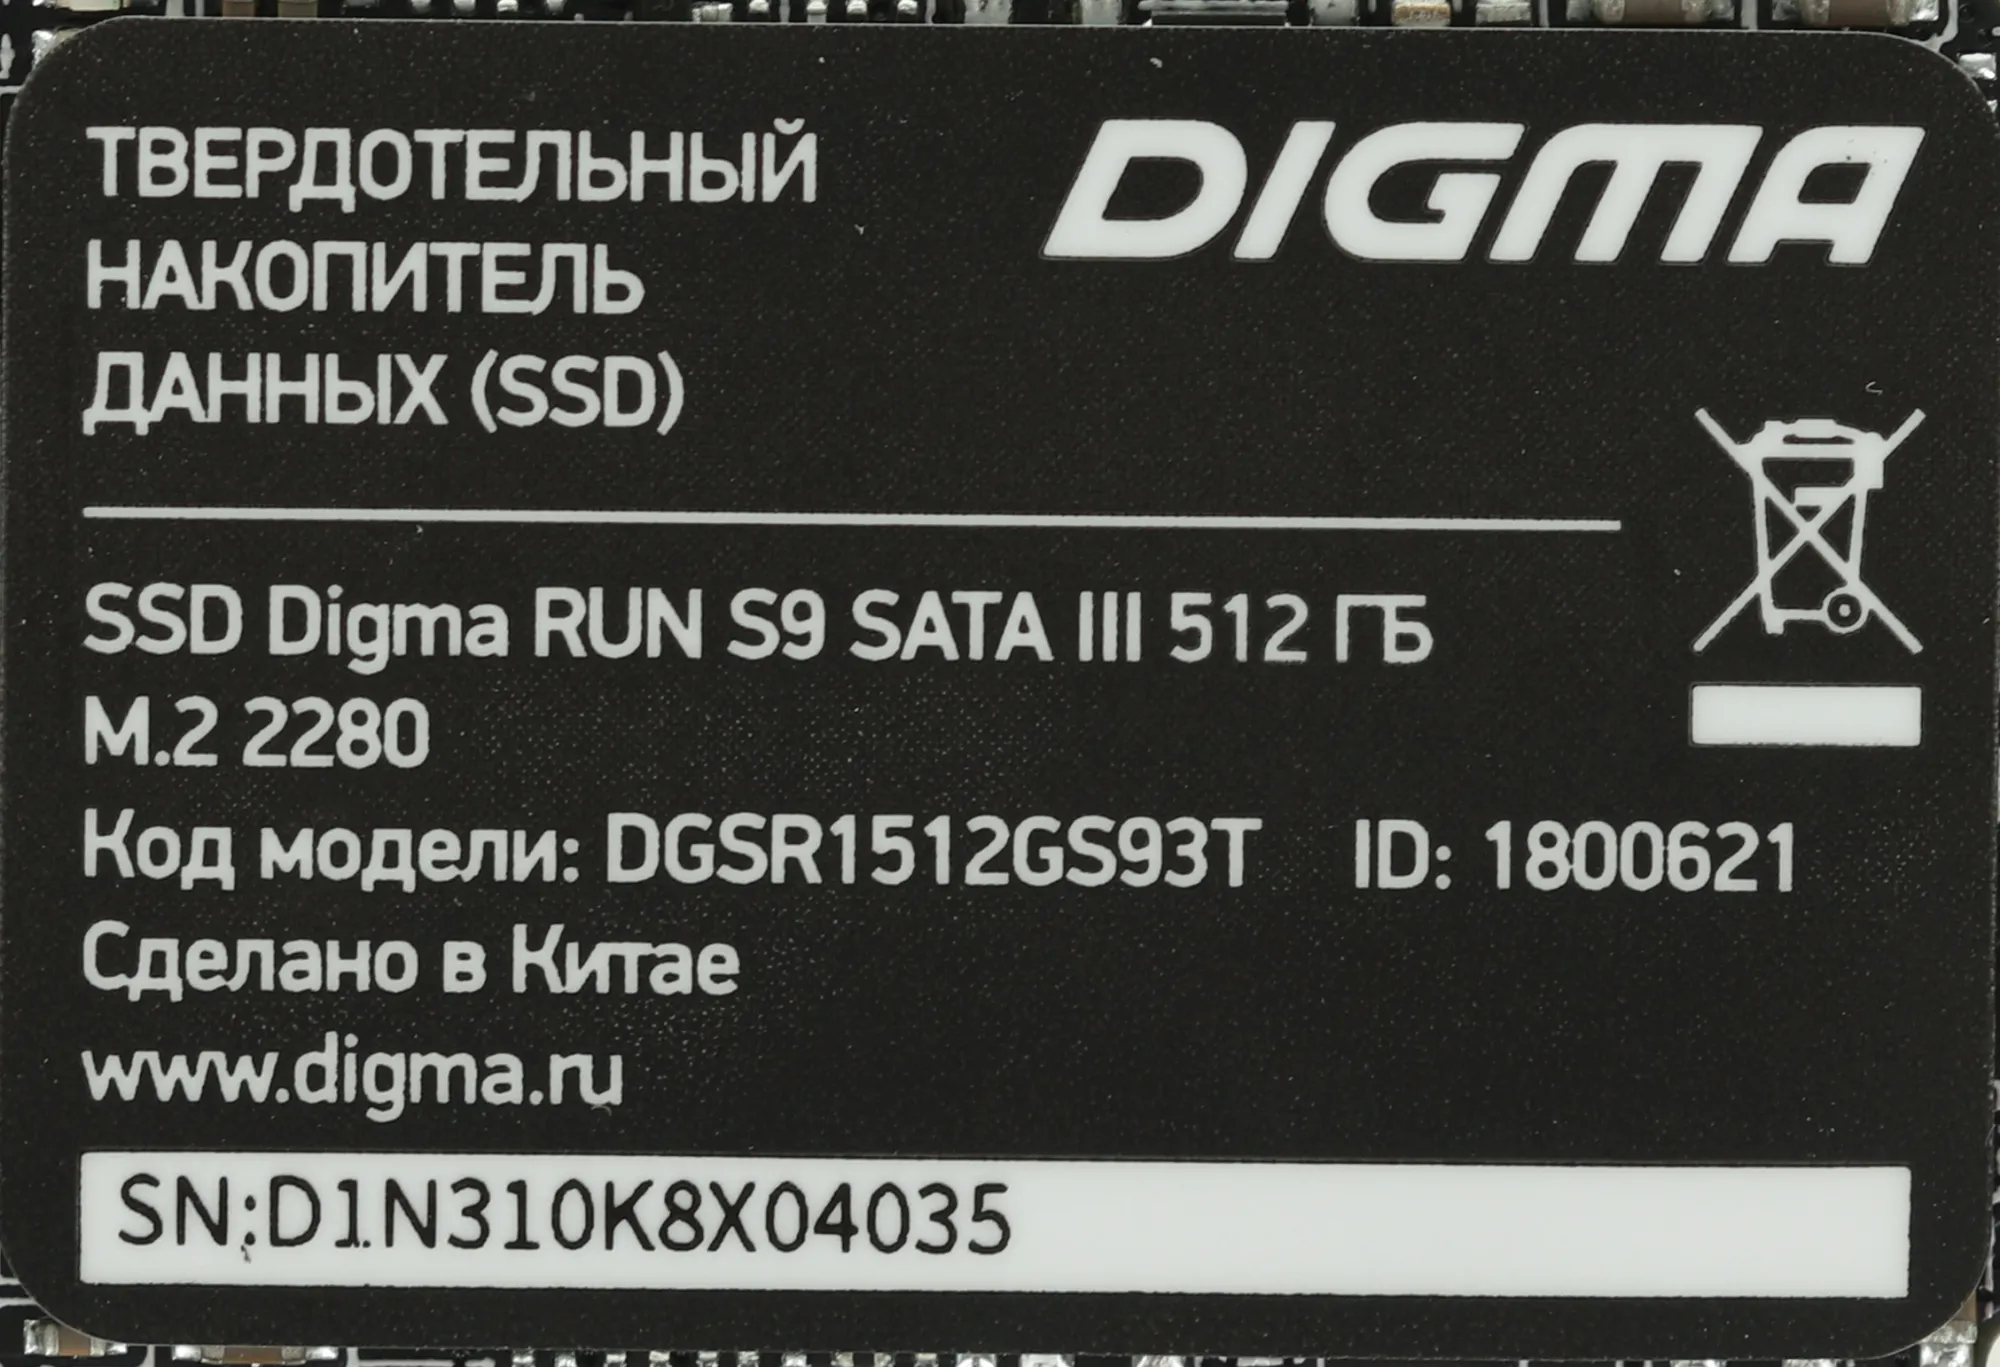 ТВЕРДОТЕЛЬНЫЙ
НАКОПИТЕЛЬ
ДАННЫХ (SSD)
DIGMA
SSD Digma RUN S9 SATA III 512 ГБ
M.2 2280
Код модели: DGSR1512GS93T ID: 1800621
Сделано в Китае
www.digma.ru
SN:D1N310K8X04035